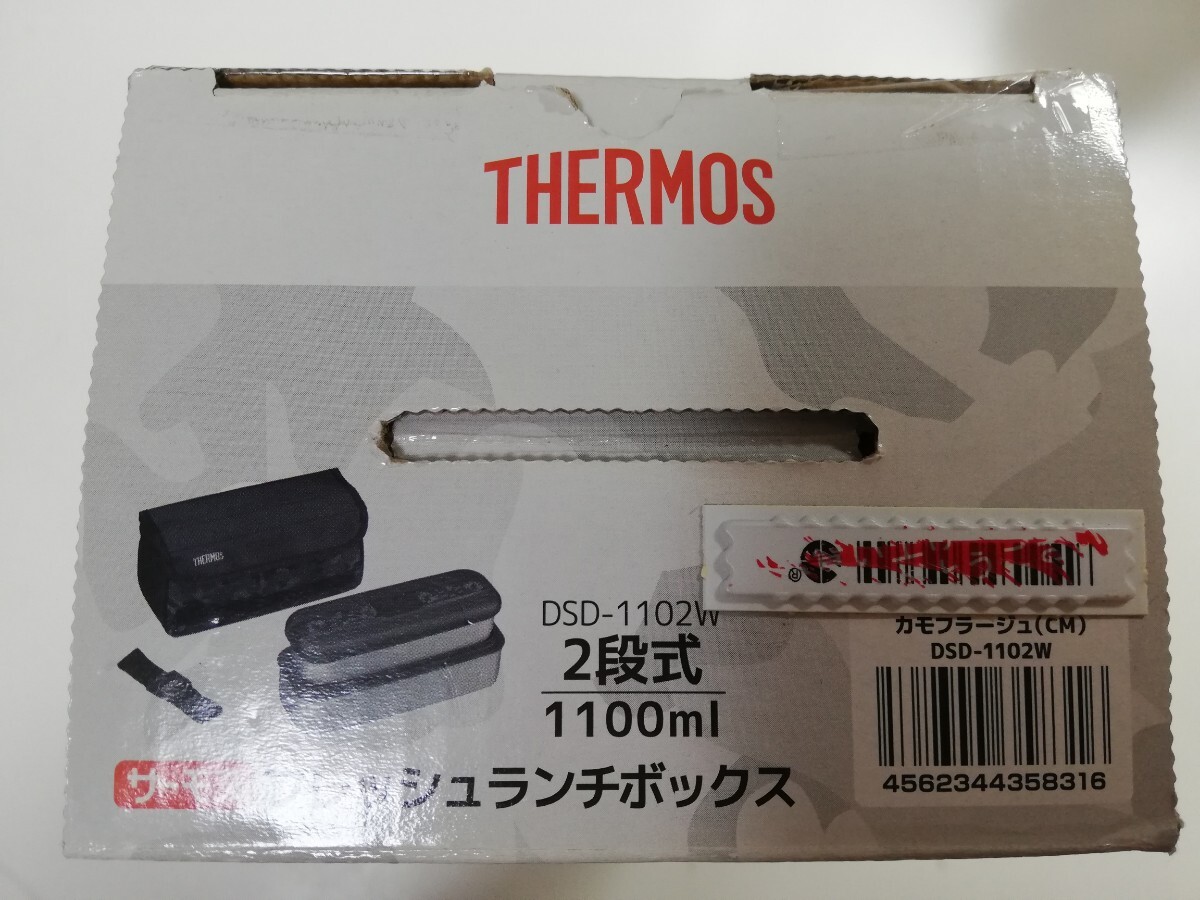 THERMOS
THERMOS
DSD-1102W
2段式
1100ml
シュランチボックス
®
カモフラージュ(CM)
DSD-1102W
4562344358316